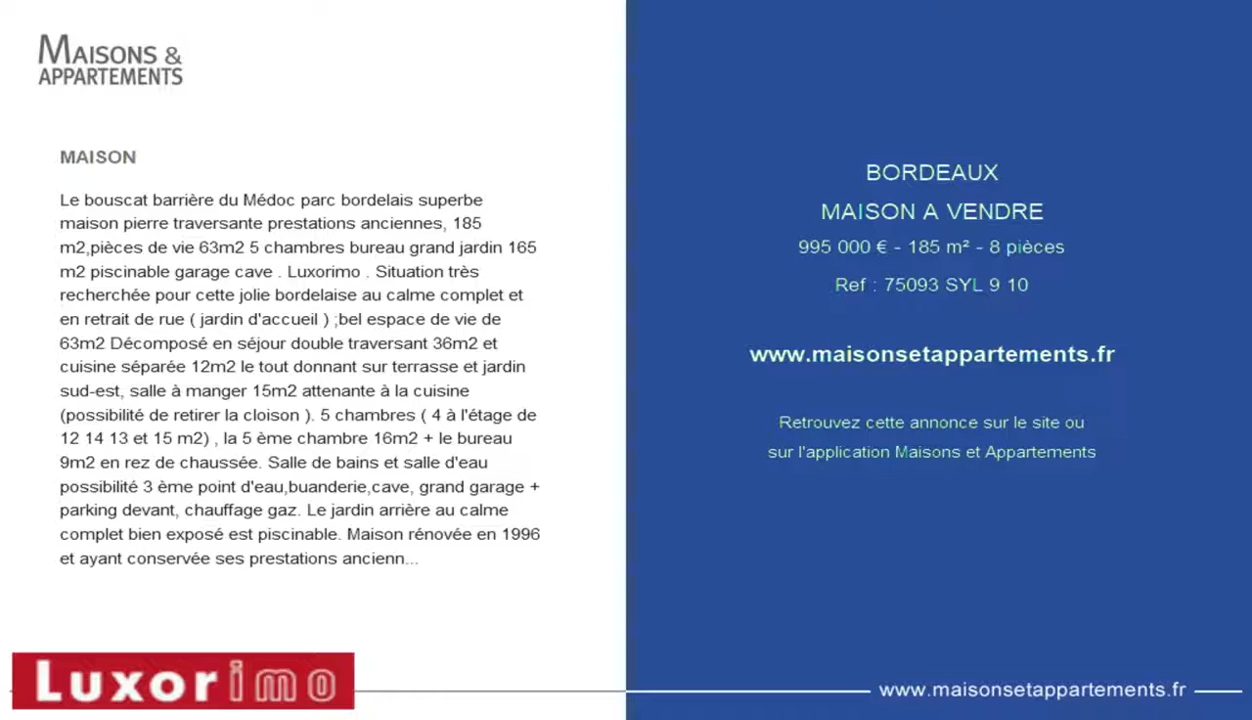 MAISONS &
APPARTEMENTS
MAISON
Le bouscat barrière du Médoc parc bordelais superbe
maison pierre traversante prestations anciennes, 185
m2,pièces de vie 63m2 5 chambres bureau grand jardin 165
m2 piscinable garage cave . Luxorimo . Situation très
recherchée pour cette jolie bordelaise au calme complet et
en retrait de rue ( jardin d'accueil ) ;bel espace de vie de
63m2 Décomposé en séjour double traversant 36m2 et
cuisine séparée 12m2 le tout donnant sur terrasse et jardin
sud-est, salle à manger 15m2 attenante à la cuisine
(possibilité de retirer la cloison ). 5 chambres ( 4 à l'étage de
12 14 13 et 15 m2) , la 5 ème chambre 16m2 + le bureau
9m2 en rez de chaussée. Salle de bains et salle d'eau
possibilité 3 ème point d'eau,buanderie,cave, grand garage +
parking devant, chauffage gaz. Le jardin arrière au calme
complet bien exposé est piscinable. Maison rénovée en 1996
et ayant conservée ses prestations ancienn...
Luxorimo
BORDEAUX
MAISON A VENDRE
995 000 € - 185 m² - 8 pièces
Ref : 75093 SYL 9 10
www.maisonsetappartements.fr
Retrouvez cette annonce sur le site ou
sur l'application Maisons et Appartements
www.maisonsetappartements.fr